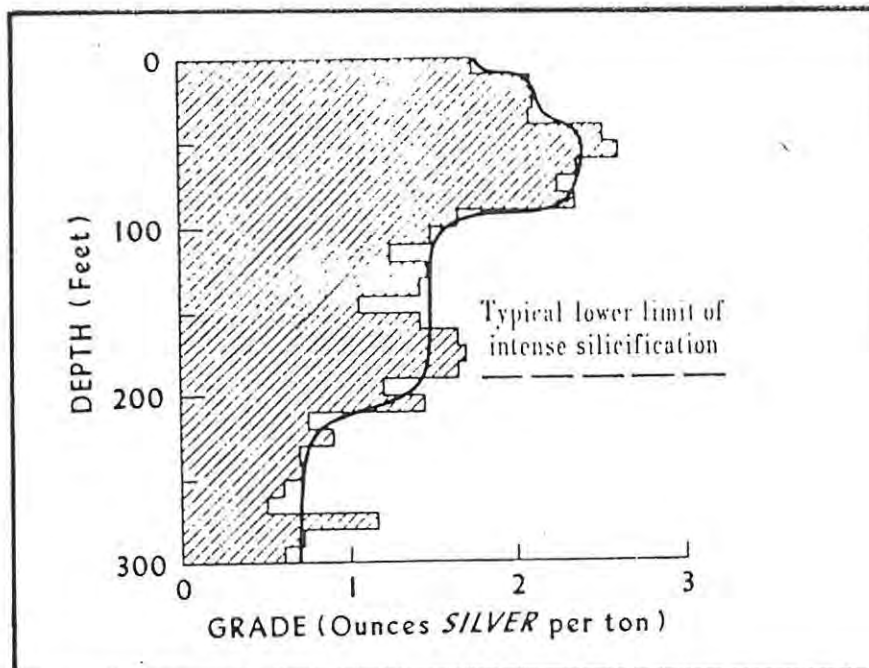 0
100
200
300
DEPTH (Feet)
Typical lower limit of
intense silicification
0 1 2 3
GRADE (Ounces SILVER per ton)